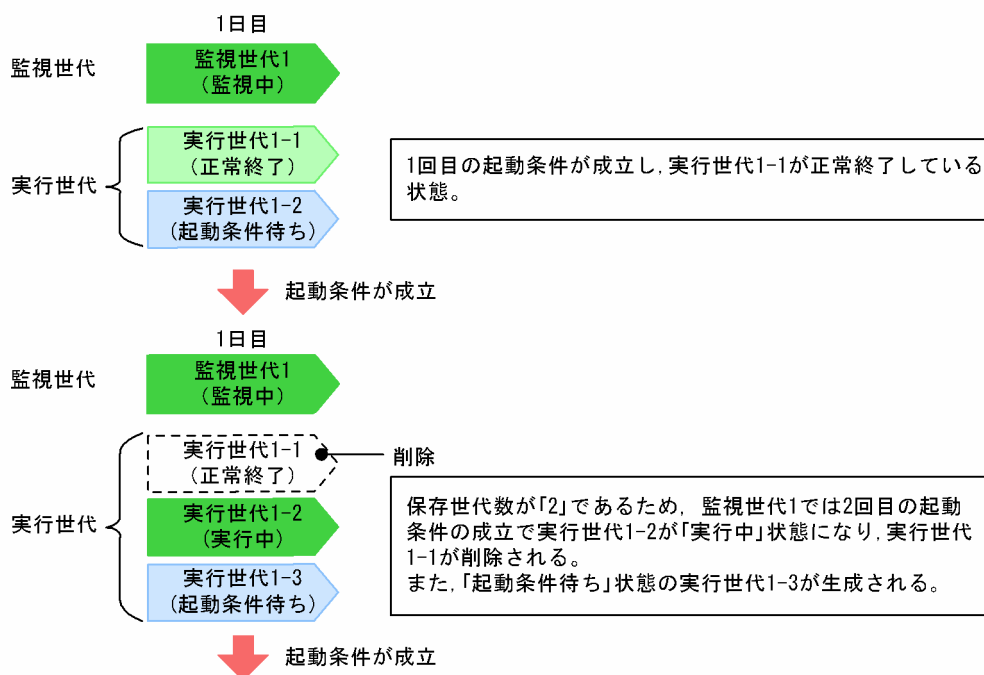 1日目
監視世代
監視世代1
(監視中)
実行世代
実行世代1-1
(正常終了)
実行世代1-2
(起動条件待ち)
1回目の起動条件が成立し,実行世代1-1が正常終了している
状態。
起動条件が成立
1日目
監視世代
監視世代1
(監視中)
実行世代
実行世代1-1
(正常終了)
削除
実行世代1-2
(実行中)
実行世代1-3
(起動条件待ち)
保存世代数が「2」であるため, 監視世代1では2回目の起動
条件の成立で実行世代1-2が「実行中」状態になり,実行世代
1-1が削除される。
また,「起動条件待ち」状態の実行世代1-3が生成される。
起動条件が成立